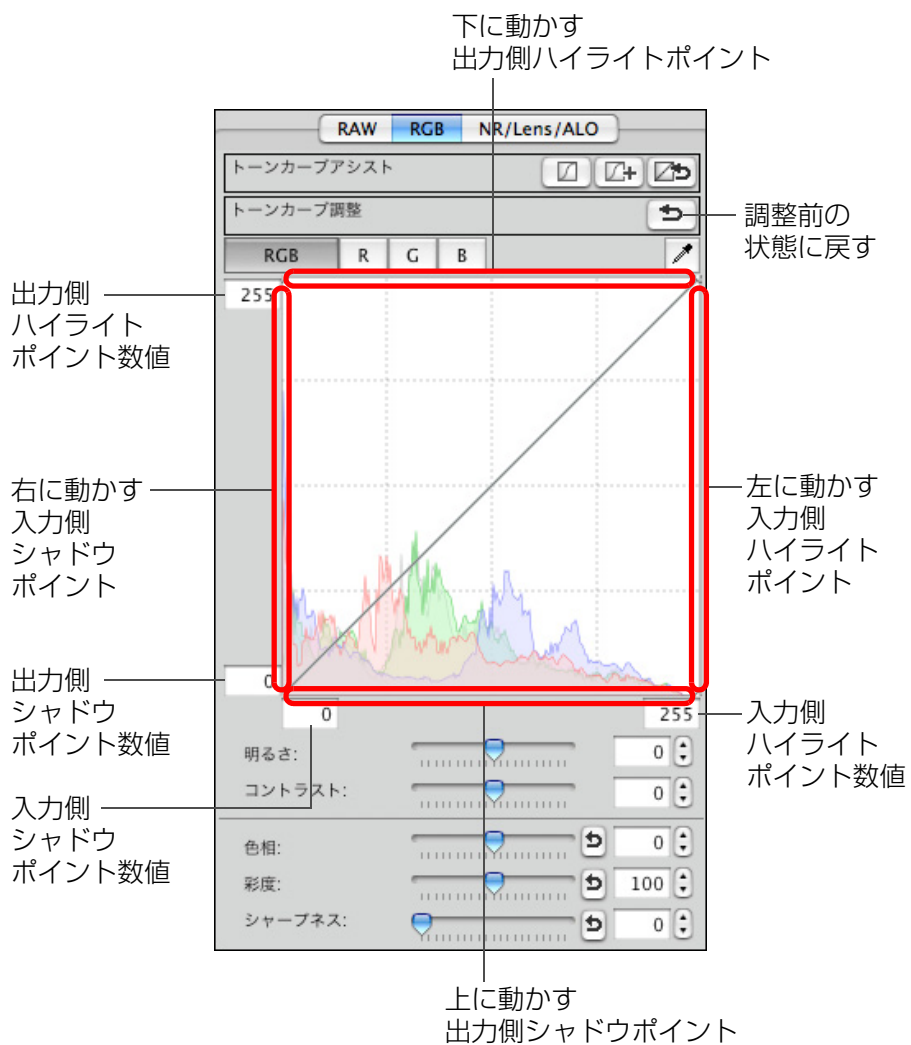 下に動かす
出力側ハイライトポイント
RAW RGB NR/Lens/ALO
トーンカーブアシスト
トーンカーブ調整
調整前の
状態に戻す
RGB R G B
出力側
ハイライト
ポイント数値
255
右に動かす
入力側
シャドウ
ポイント
左に動かす
入力側
ハイライト
ポイント
出力側
シャドウ
ポイント数値
0
0
255
入力側
ハイライト
ポイント数値
明るさ: 0
コントラスト: 0
入力側
シャドウ
ポイント数値
色相: 0
彩度: 100
シャープネス: 0
上に動かす
出力側シャドウポイント